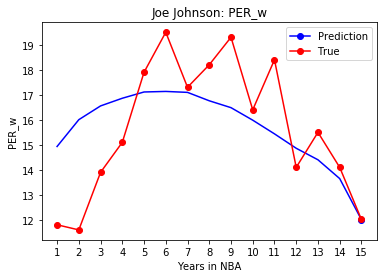 Joe Johnson: PER_w
Prediction
True
PER_w
19
18
17
16
15
14
13
12
1 2 3 4 5 6 7 8 9 10 11 12 13 14 15
Years in NBA